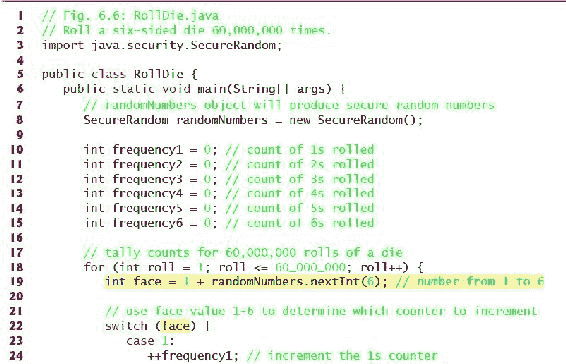 1 // Fig. 6.6: RollDie.java
2 // Roll a six-sided die 60,000,000 times.
3 import java.security.SecureRandom;
4
5 public class RollDie {
6 public static void main(String[] args) {
7 // randomNumbers object will produce secure random numbers
8 SecureRandom randomNumbers = new SecureRandom();
9
10 int frequency1 = 0; // count of 1s rolled
11 int frequency2 = 0; // count of 2s rolled
12 int frequency3 = 0; // count of 3s rolled
13 int frequency4 = 0; // count of 4s rolled
14 int frequency5 = 0; // count of 5s rolled
15 int frequency6 = 0; // count of 6s rolled
16
17 // tally counts for 60,000,000 rolls of a die
18 for (int roll = 1; roll <= 60_000_000; roll++) {
19 int face = 1 + randomNumbers.nextInt(6); // number from 1 to 6
20
21 // use face value 1-6 to determine which counter to increment
22 switch (face) {
23 case 1:
24 ++frequency1; // increment the 1s counter